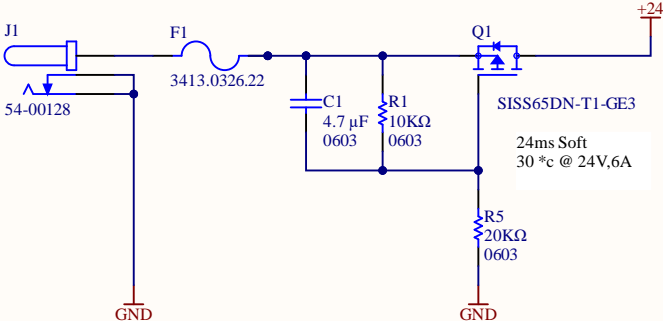 +24
J1
F1
Q1
3413.0326.22
54-00128
C1
4.7 µF
0603
R1
10KΩ
0603
SISS65DN-T1-GE3
24ms Soft
30 *c @ 24V,6A
R5
20KΩ
0603
GND
GND